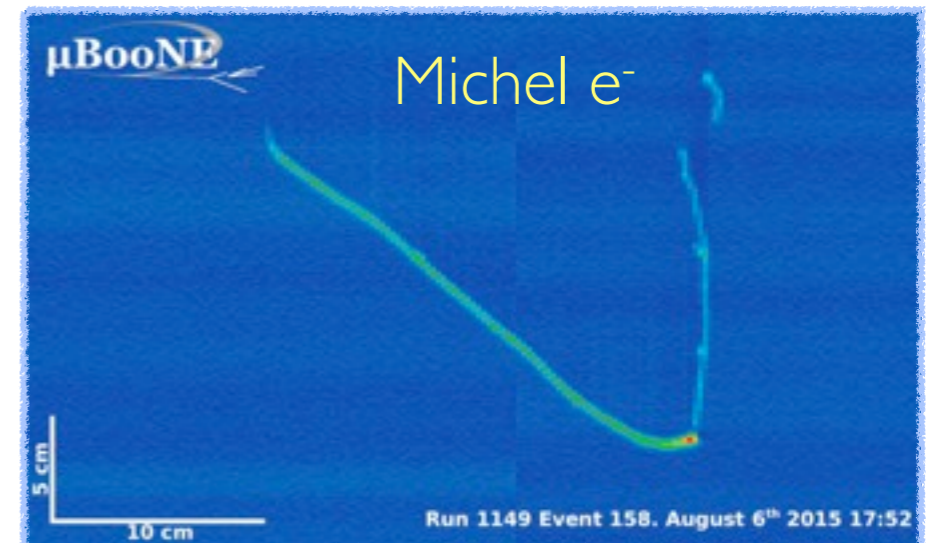 μBooNE
Michel e⁻
5 cm
10 cm
Run 1149 Event 158. August 6ᵗʰ 2015 17:52